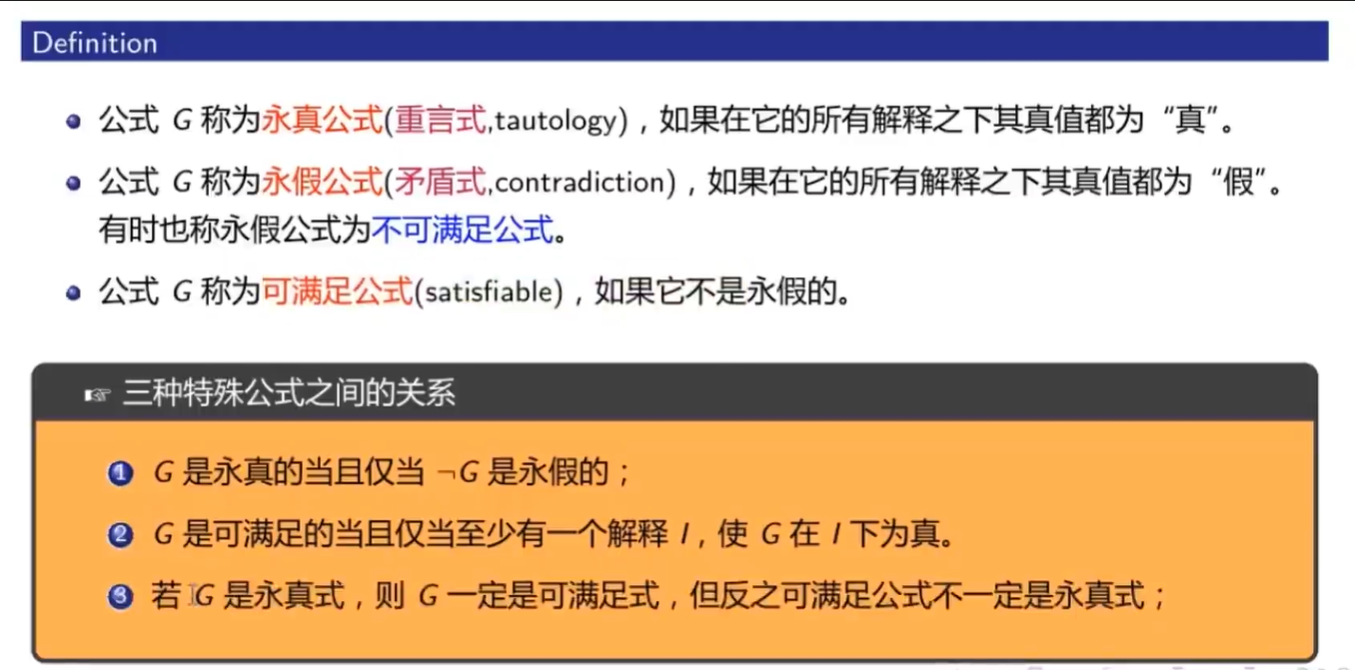 Definition
公式 G 称为永真公式(重言式,tautology)，如果在它的所有解释之下其真值都为“真”。
公式 G 称为永假公式(矛盾式,contradiction)，如果在它的所有解释之下其真值都为“假”。
有时也称永假公式为不可满足公式。
公式 G 称为可满足公式(satisfiable)，如果它不是永假的。
☞ 三种特殊公式之间的关系
1 G 是永真的当且仅当 ¬G 是永假的；
2 G 是可满足的当且仅当至少有一个解释 I，使 G 在 I 下为真。
3 若 G 是永真式，则 G 一定是可满足式，但反之可满足公式不一定是永真式；